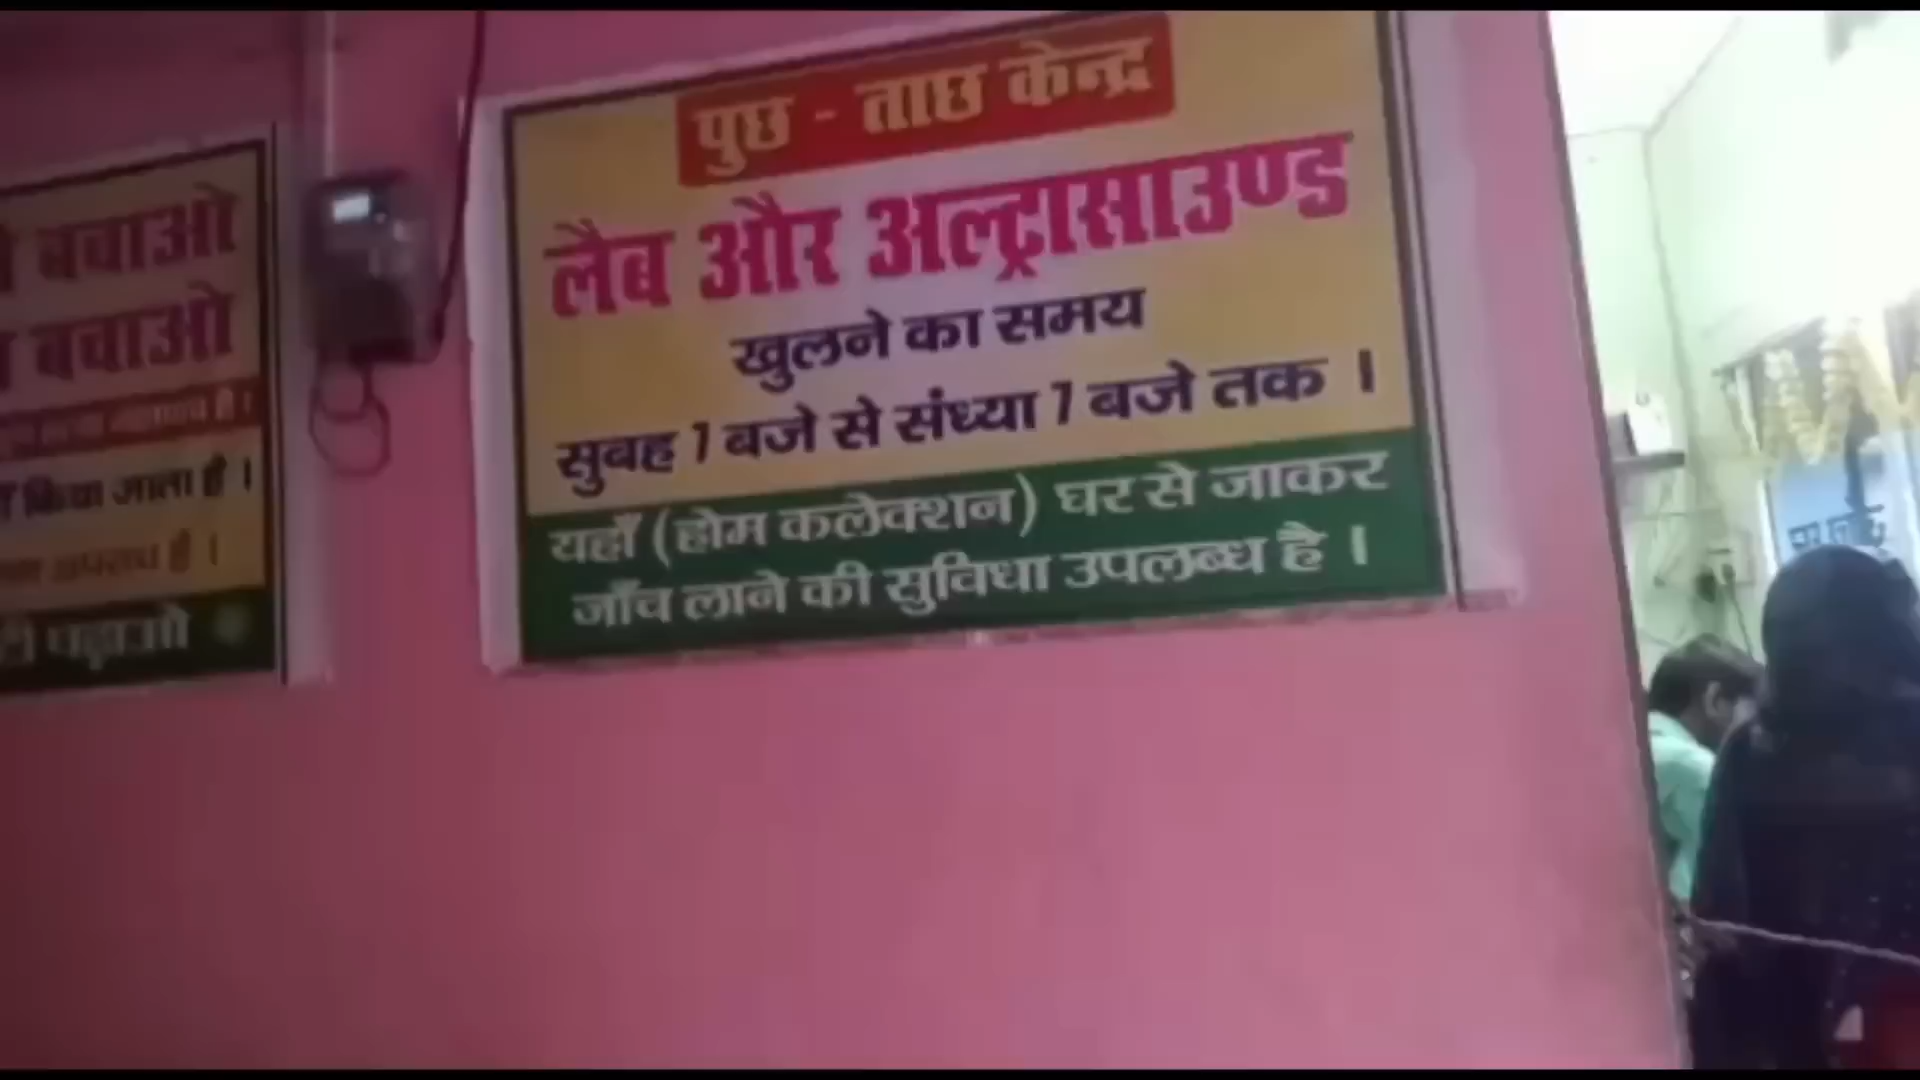 बचाओ
बचाओ
किया जाता है ।
अपराध है ।
पढ़ाओ
पुछ - ताछ केन्द्र
लैब और अल्ट्रासाउण्ड
खुलने का समय
सुबह 7 बजे से संध्या 7 बजे तक ।
यहाँ (होम कलेक्शन) घर से जाकर
जाँच लाने की सुविधा उपलब्ध है ।